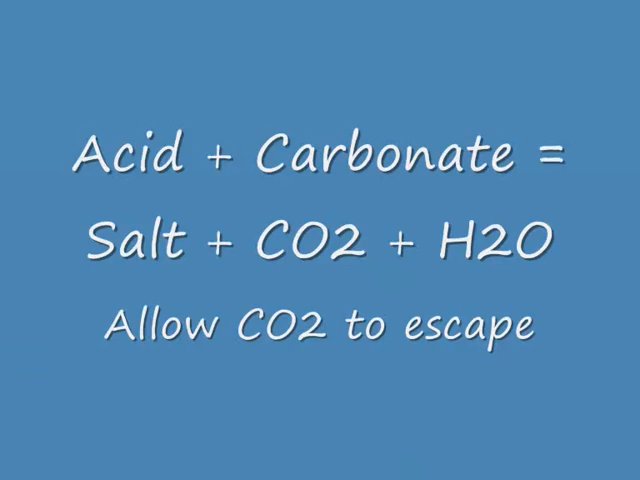 Acid + Carbonate =
Salt + CO2 + H2O
Allow CO2 to escape